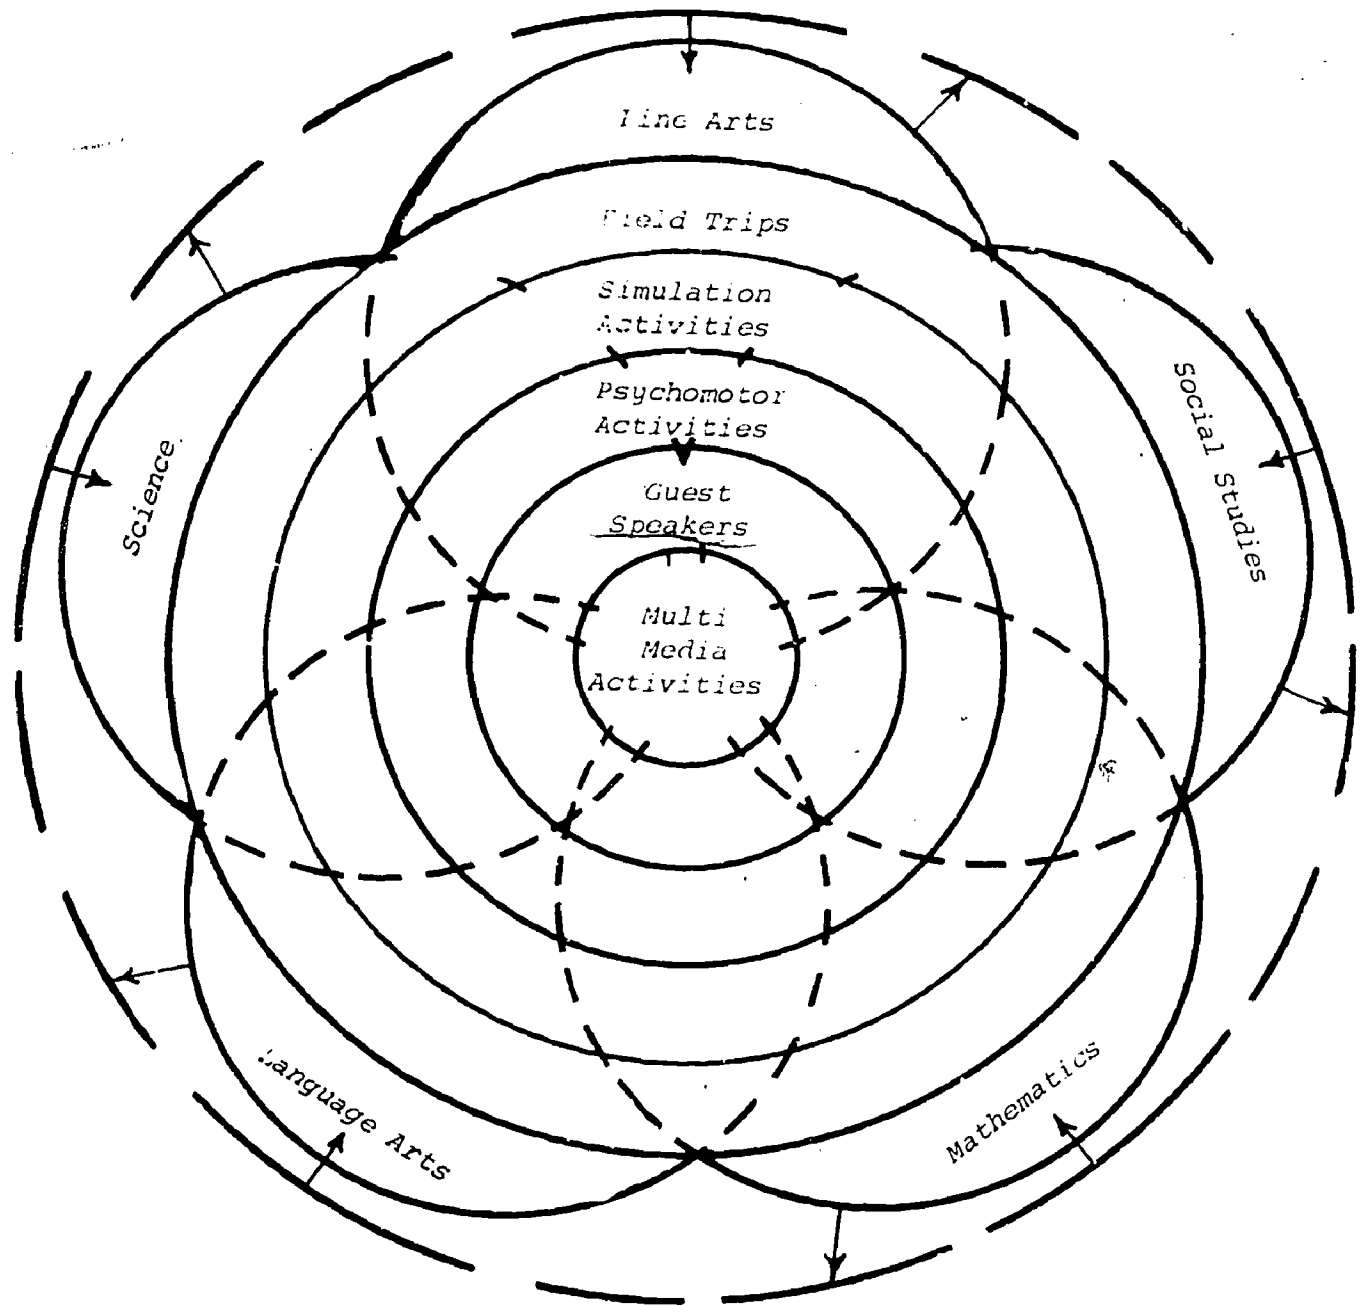 Fine Arts
Field Trips
Simulation
Activities
Psychomotor
Activities
Guest
Speakers
Multi
Media
Activities
Science
Social Studies
Language Arts
Mathematics